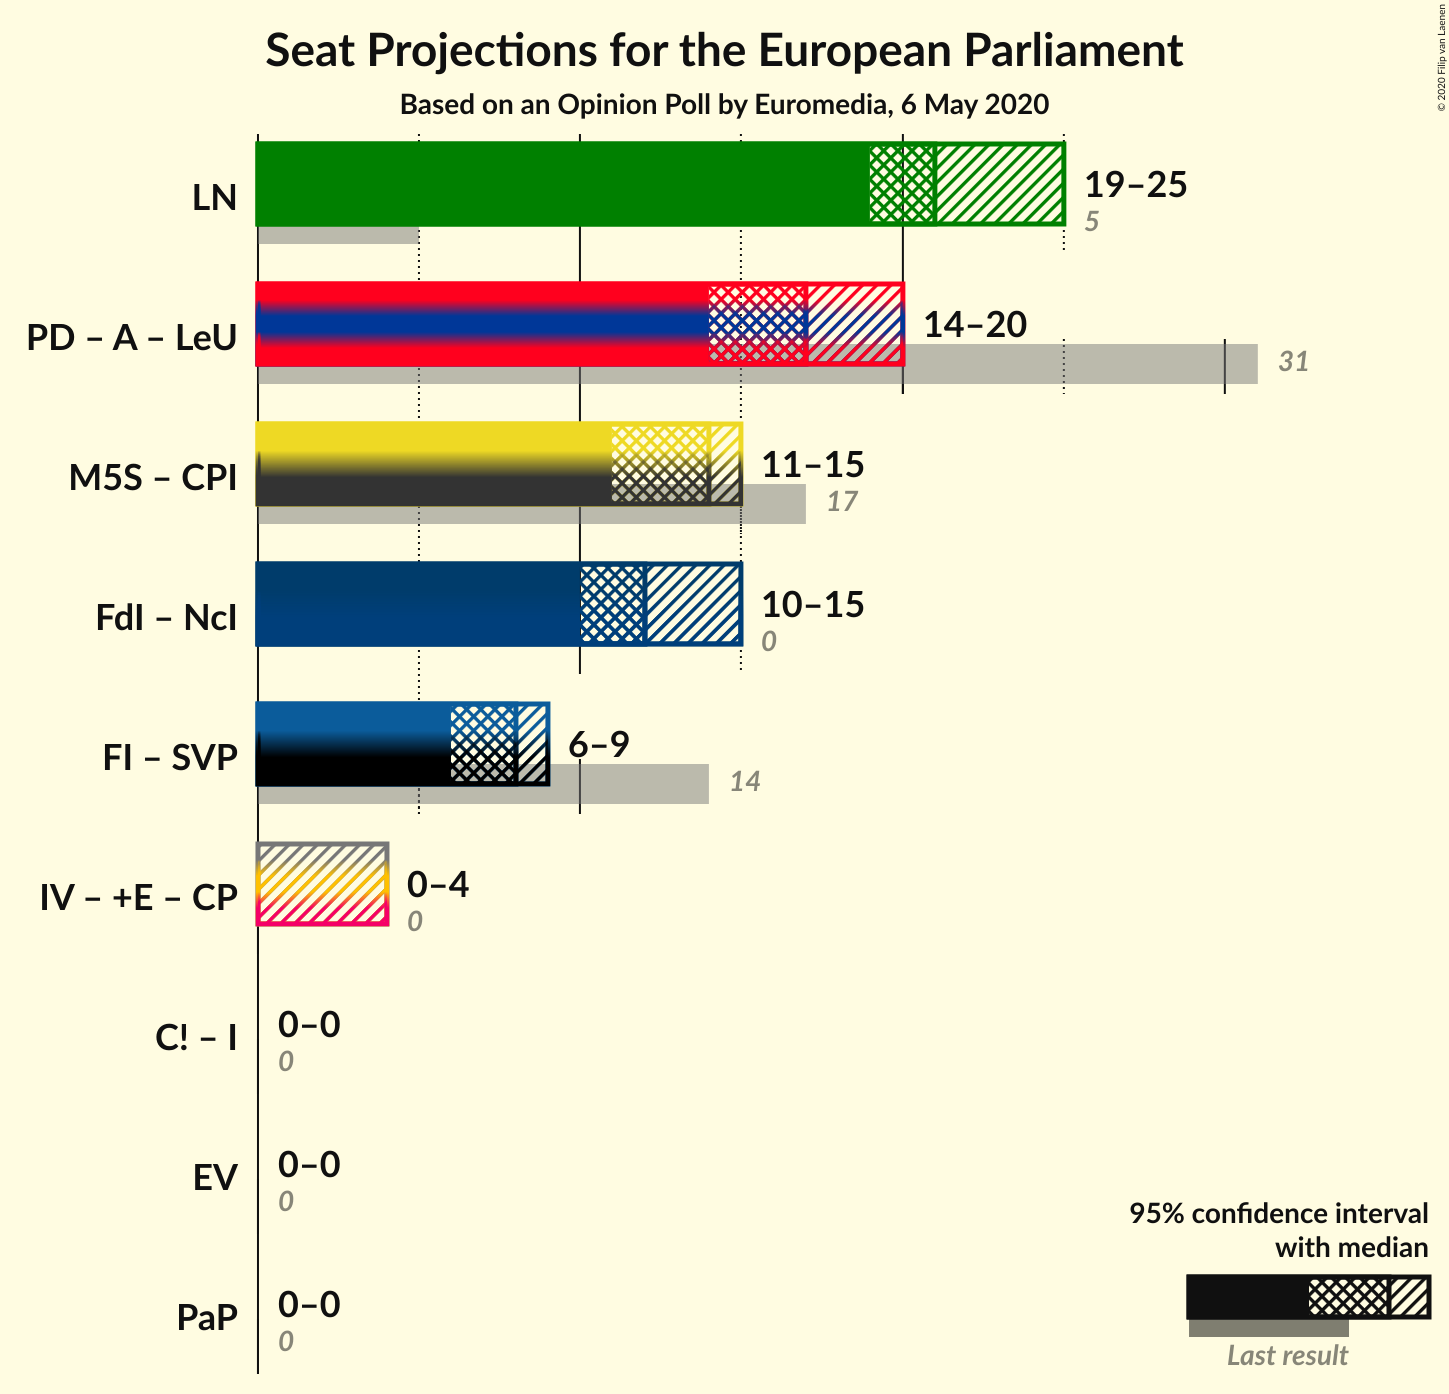 Seat Projections for the European Parliament
Based on an Opinion Poll by Euromedia, 6 May 2020
© 2020 Filip van Laenen
LN
19–25
5
PD – A – LeU
14–20
31
M5S – CPI
11–15
17
FdI – NcI
10–15
0
FI – SVP
6–9
14
IV – +E – CP
0–4
0
C! – I
0–0
0
EV
0–0
0
PaP
0–0
0
95% confidence interval
with median
Last result